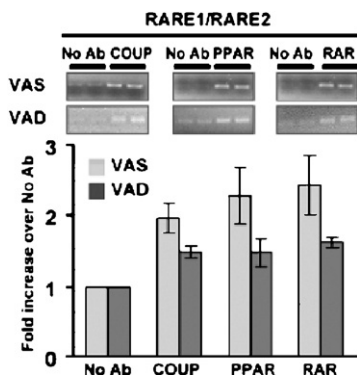 RARE1/RARE2
No Ab COUP No Ab PPAR No Ab RAR
VAS
VAD
Fold increase over No Ab
3
2
1
0
VAS
VAD
No Ab COUP PPAR RAR